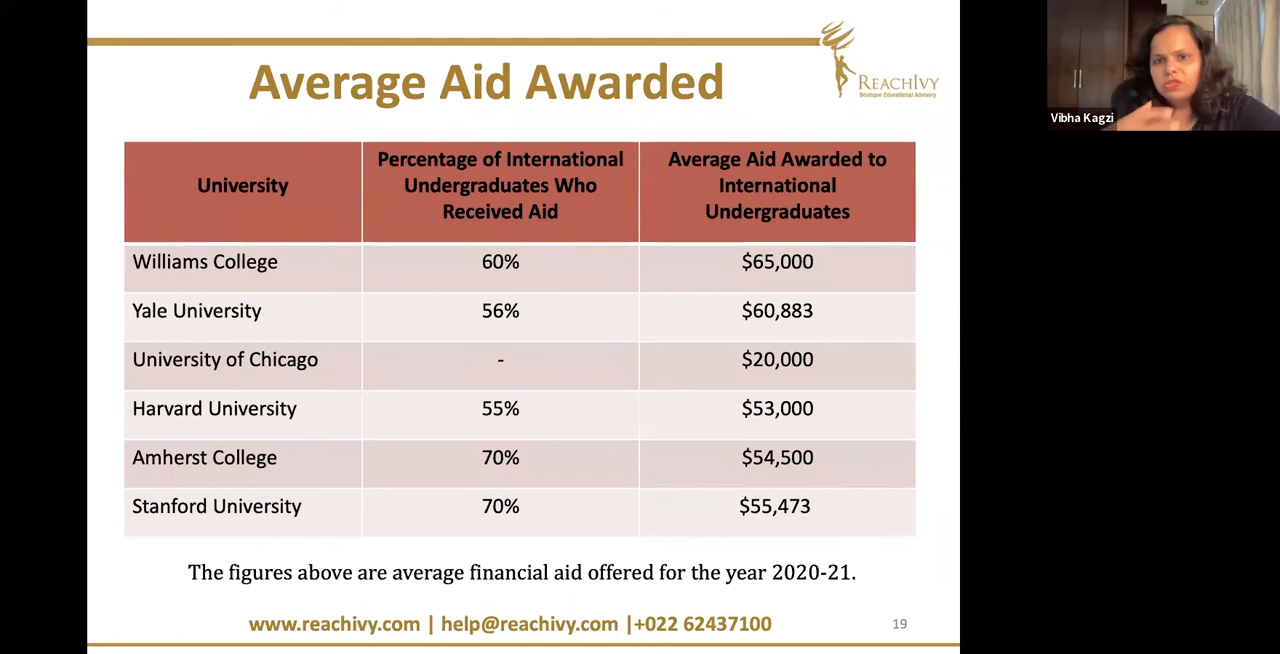 Average Aid Awarded
REACHIVY
Boutique Educational Advisory
Vibha Kagzi
University
Percentage of International
Undergraduates Who
Received Aid
Average Aid Awarded to
International
Undergraduates
Williams College 60% $65,000
Yale University 56% $60,883
University of Chicago - $20,000
Harvard University 55% $53,000
Amherst College 70% $54,500
Stanford University 70% $55,473
The figures above are average financial aid offered for the year 2020-21.
www.reachivy.com | help@reachivy.com |+022 62437100
19